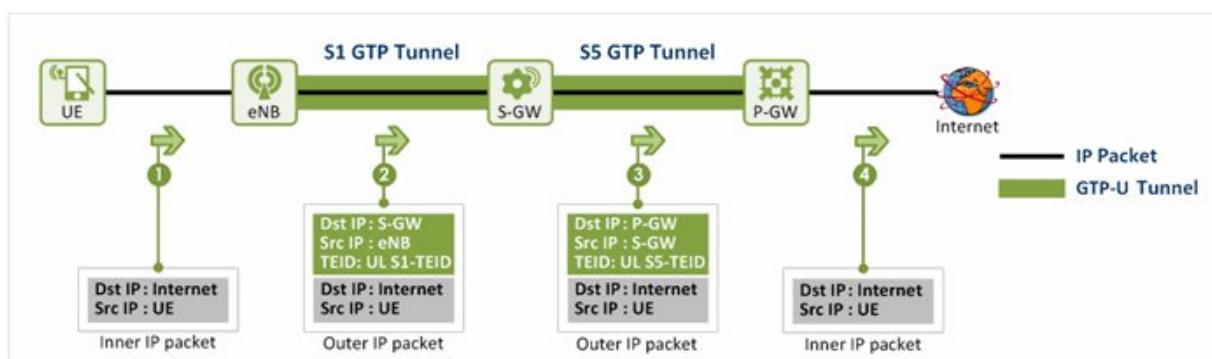 S1 GTP Tunnel
S5 GTP Tunnel
UE
eNB
S-GW
P-GW
Internet
IP Packet
GTP-U Tunnel
1
2
3
4
Dst IP : Internet
Src IP : UE
Inner IP packet
Dst IP : S-GW
Src IP : eNB
TEID: UL S1-TEID
Dst IP : Internet
Src IP : UE
Outer IP packet
Dst IP : P-GW
Src IP : S-GW
TEID: UL S5-TEID
Dst IP : Internet
Src IP : UE
Outer IP packet
Dst IP : Internet
Src IP : UE
Inner IP packet